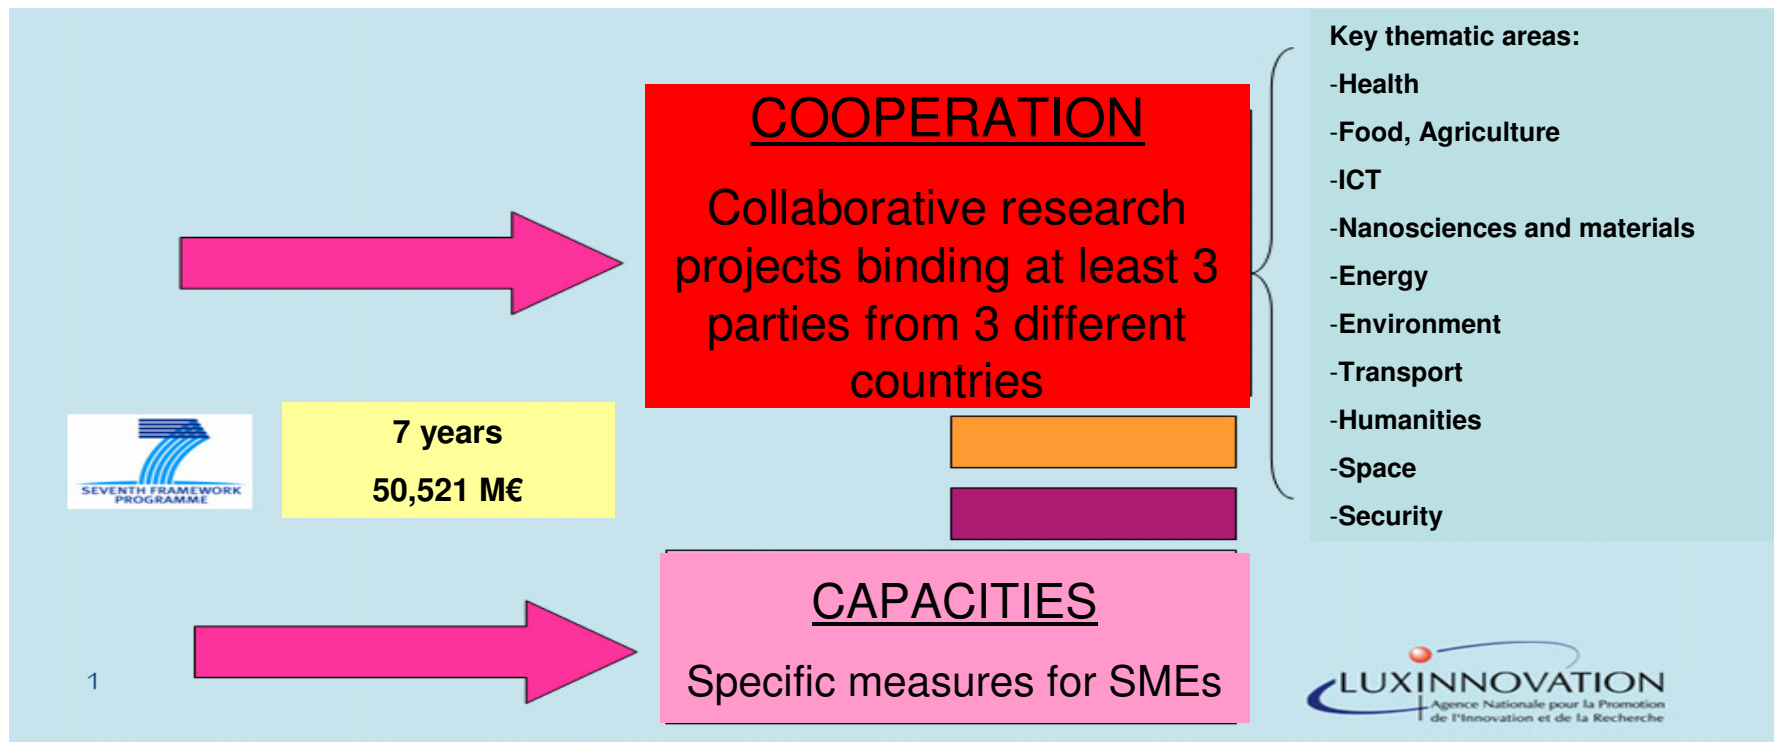 COOPERATION
Collaborative research
projects binding at least 3
parties from 3 different
countries
Key thematic areas:
-Health
-Food, Agriculture
-ICT
-Nanosciences and materials
-Energy
-Environment
-Transport
-Humanities
-Space
-Security
7
SEVENTH FRAMEWORK
PROGRAMME
7 years
50,521 M€
CAPACITIES
Specific measures for SMEs
1
LUXINNOVATION
Agence Nationale pour la Promotion
de l'Innovation et de la Recherche